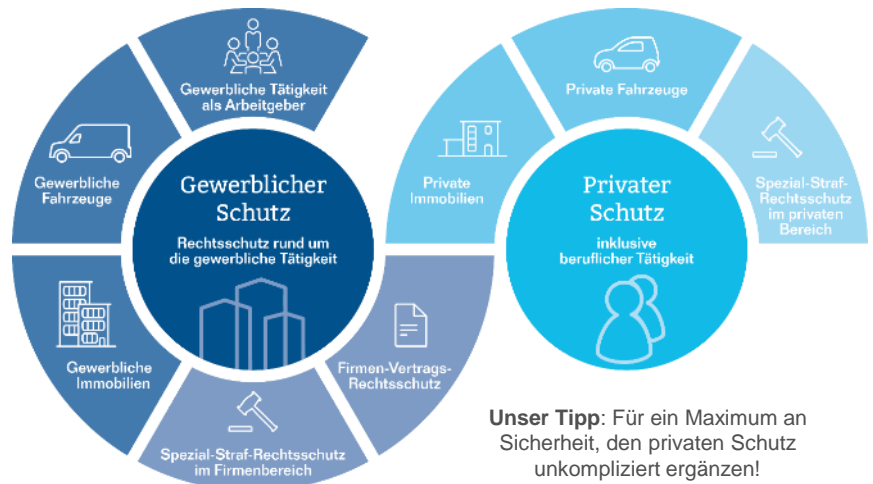 Gewerbliche Tätigkeit
als Arbeitgeber
Gewerbliche
Fahrzeuge
Gewerblicher
Schutz
Rechtsschutz rund um
die gewerbliche Tätigkeit
Gewerbliche
Immobilien
Spezial-Straf-Rechtsschutz
im Firmenbereich
Firmen-Vertrags-
Rechtsschutz
Private
Immobilien
Private Fahrzeuge
Spezial-Straf-
Rechtsschutz
im privaten
Bereich
Privater
Schutz
inklusive
beruflicher Tätigkeit
Unser Tipp: Für ein Maximum an
Sicherheit, den privaten Schutz
unkompliziert ergänzen!